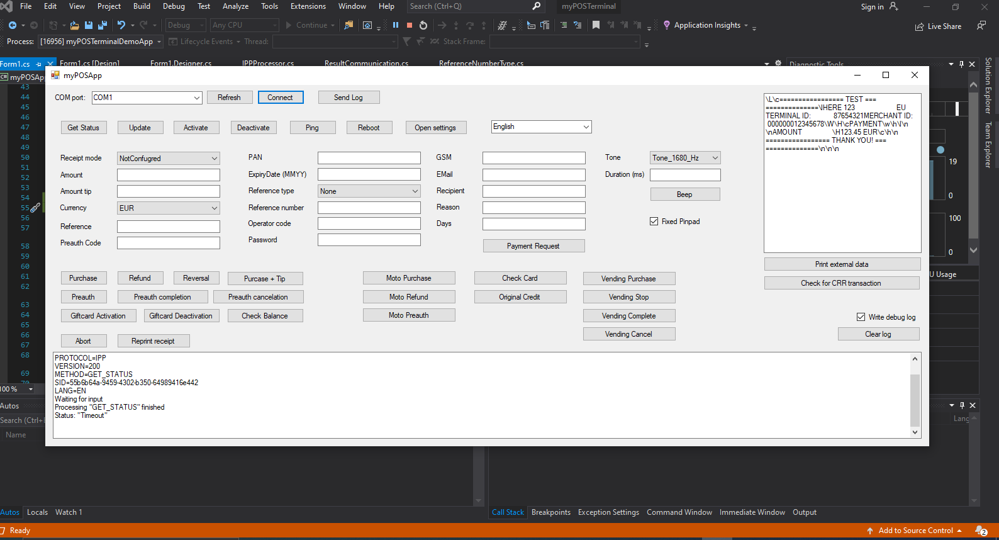 File Edit View Project Build Debug Test Analyze Tools Extensions Window Help Search (Ctrl+Q) myPOSTerminal Sign in
Debug Any CPU Continue Application Insights Live Share
Process: [16956] myPOSTerminalDemoApp Lifecycle Events Thread: Stack Frame:
Form1.cs Form1.cs [Design] Form1.Designer.cs IPPProcessor.cs ResultCommunication.cs ReferenceNumberType.cs Diagnostic Tools
C# myPOSApp
myPOSApp
Solution Explorer
Team Explorer
COM port: COM1 Refresh Connect Send Log
Get Status Update Activate Deactivate Ping Reboot Open settings English
Receipt mode NotConfugred PAN GSM Tone Tone_1680_Hz
Amount ExpiryDate (MMYY) EMail Duration (ms)
Amount tip Reference type None Recipient Beep
Currency EUR Reference number Reason
Reference Operator code Days Fixed Pinpad
Preauth Code Password Payment Request
\L\c================= TEST ===
==============\lHERE 123 EU
TERMINAL ID: 87654321MERCHANT ID:
000000012345678\W\H\cPAYMENT\w\h\l\n
\nAMOUNT \H123.45 EUR\c\h\n
================= THANK YOU! ===
==============\n\n\n
Print external data
Check for CRR transaction
19
0
100
0
U Usage
Purchase Refund Reversal Purcase + Tip Moto Purchase Check Card Vending Purchase
Preauth Preauth completion Preauth cancelation Moto Refund Original Credit Vending Stop
Giftcard Activation Giftcard Deactivation Check Balance Moto Preauth Vending Complete
Write debug log
Abort Reprint receipt Vending Cancel Clear log
PROTOCOL=IPP
VERSION=200
METHOD=GET_STATUS
SID=55b6b64a-9459-4302-b350-64989416e442
LANG=EN
Waiting for input
Processing "GET_STATUS" finished
Status: "Timeout"
43
44
45
46
47
48
49
50
51
52
53
54
55
56
57
58
59
60
61
62
63
64
65
66
67
68
69
70
100 %
Autos
Search (Ctrl+E
Name
Lang
Autos Locals Watch 1 Call Stack Breakpoints Exception Settings Command Window Immediate Window Output
Ready Add to Source Control 2